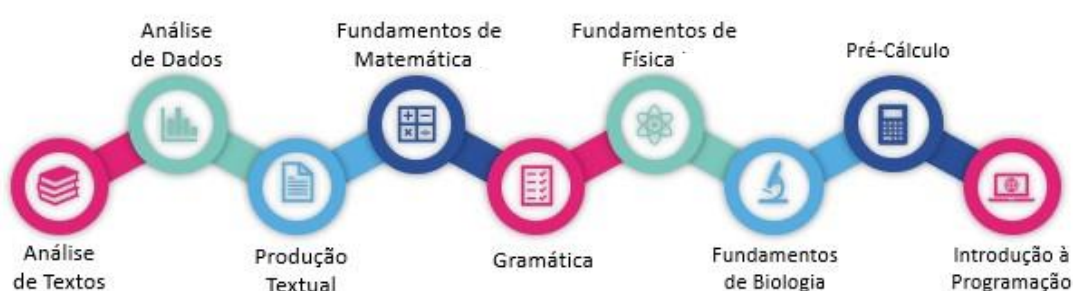 Análise
de Textos
Análise
de Dados
Produção
Textual
Fundamentos de
Matemática
Gramática
Fundamentos de
Física
Fundamentos
de Biologia
Pré-Cálculo
Introdução à
Programação